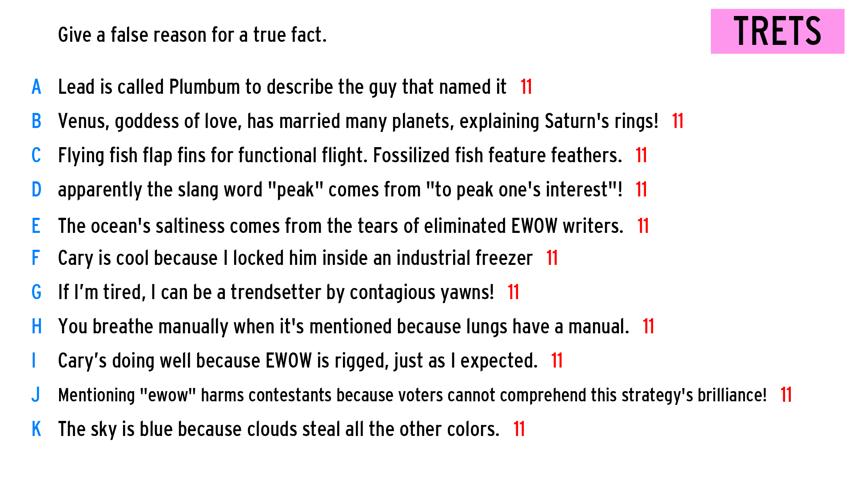 Give a false reason for a true fact.
TRETS
A Lead is called Plumbum to describe the guy that named it 11
B Venus, goddess of love, has married many planets, explaining Saturn's rings! 11
C Flying fish flap fins for functional flight. Fossilized fish feature feathers. 11
D apparently the slang word "peak" comes from "to peak one's interest"! 11
E The ocean's saltiness comes from the tears of eliminated EWOW writers. 11
F Cary is cool because I locked him inside an industrial freezer 11
G If I’m tired, I can be a trendsetter by contagious yawns! 11
H You breathe manually when it's mentioned because lungs have a manual. 11
I Cary’s doing well because EWOW is rigged, just as I expected. 11
J Mentioning "ewow" harms contestants because voters cannot comprehend this strategy's brilliance! 11
K The sky is blue because clouds steal all the other colors. 11